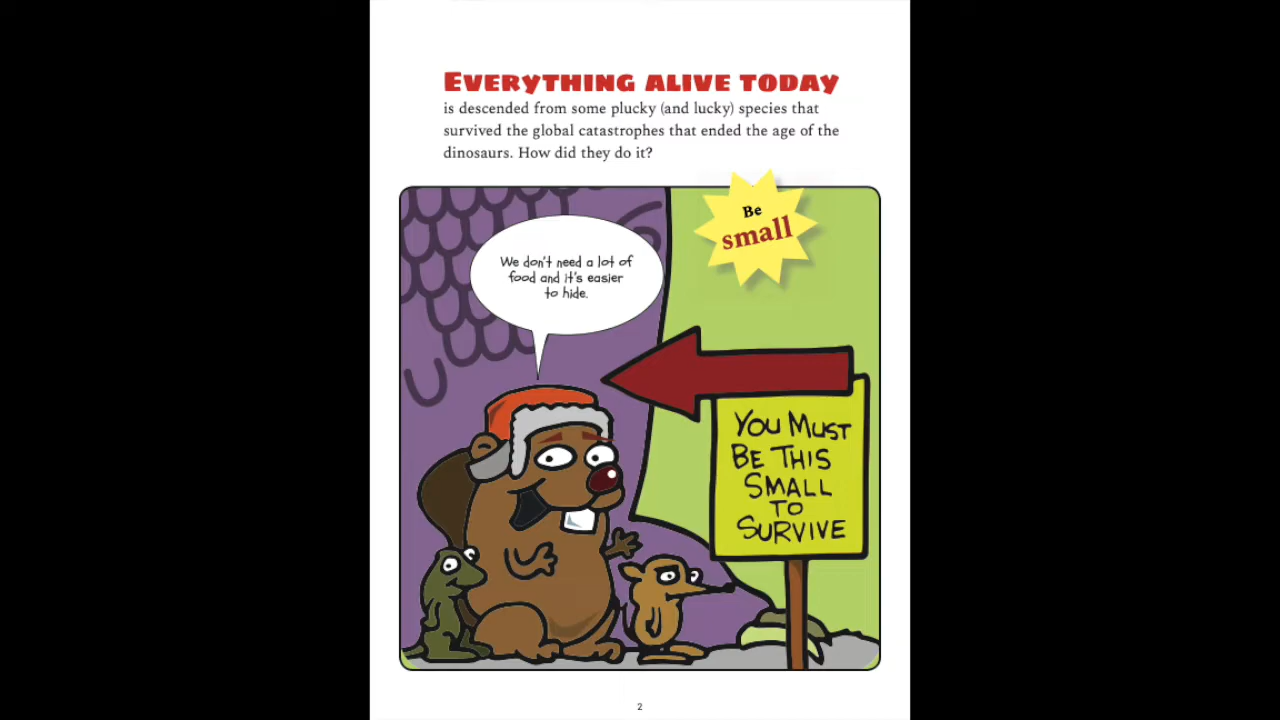 EVERYTHING ALIVE TODAY
is descended from some plucky (and lucky) species that
survived the global catastrophes that ended the age of the
dinosaurs. How did they do it?
Be
small
We don't need a lot of
food and it's easier
to hide.
YOU MUST
BE THIS
SMALL
TO
SURVIVE
2